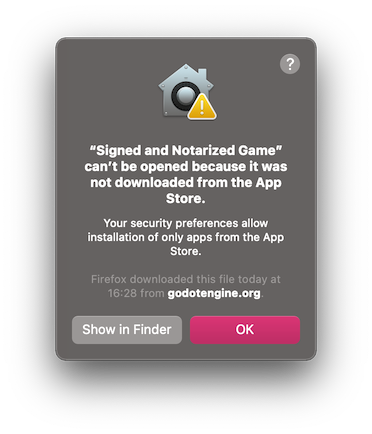 ?
“Signed and Notarized Game”
can’t be opened because it was
not downloaded from the App
Store.
Your security preferences allow
installation of only apps from the App
Store.
Firefox downloaded this file today at
16:28 from godotengine.org.
Show in Finder
OK